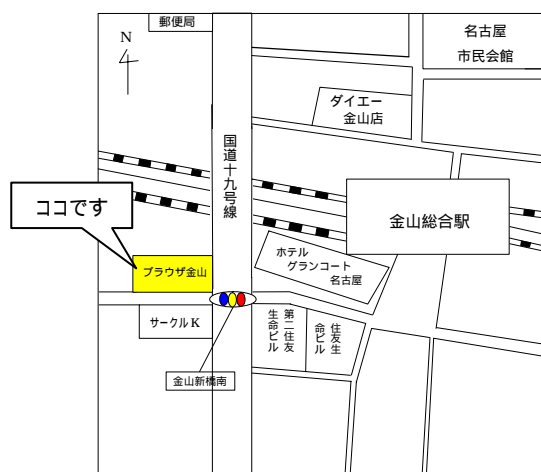 郵便局
名古屋
市民会館
N
ダイエー
金山店
国道十九号線
ココです
金山総合駅
ホテル
グランコート
名古屋
プラウザ金山
サークルK
第二住友
生命ビル
住友生
命ビル
金山新橋南